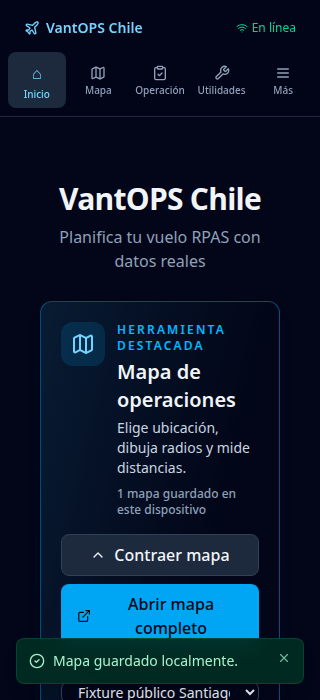 VantOPS Chile
En línea
Inicio
Mapa
Operación
Utilidades
Más
VantOPS Chile
Planifica tu vuelo RPAS con
datos reales
HERRAMIENTA
DESTACADA
Mapa de
operaciones
Elige ubicación,
dibuja radios y mide
distancias.
1 mapa guardado en
este dispositivo
Contraer mapa
Abrir mapa
completo
Mapa guardado localmente.
Fixture público Santiago